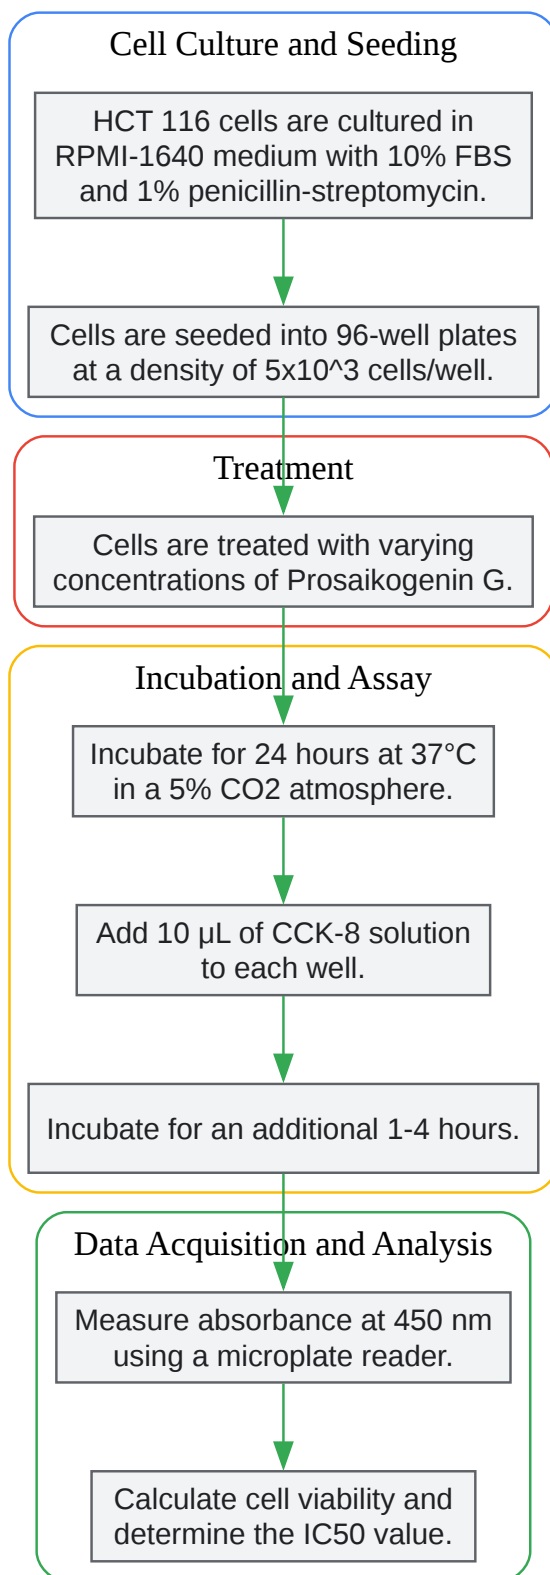 Cell Culture and Seeding
HCT 116 cells are cultured in
RPMI-1640 medium with 10% FBS
and 1% penicillin-streptomycin.
Cells are seeded into 96-well plates
at a density of 5x10^3 cells/well.
Treatment
Cells are treated with varying
concentrations of Prosaikogenin G.
Incubation and Assay
Incubate for 24 hours at 37°C
in a 5% CO2 atmosphere.
Add 10 μL of CCK-8 solution
to each well.
Incubate for an additional 1-4 hours.
Data Acquisition and Analysis
Measure absorbance at 450 nm
using a microplate reader.
Calculate cell viability and
determine the IC50 value.